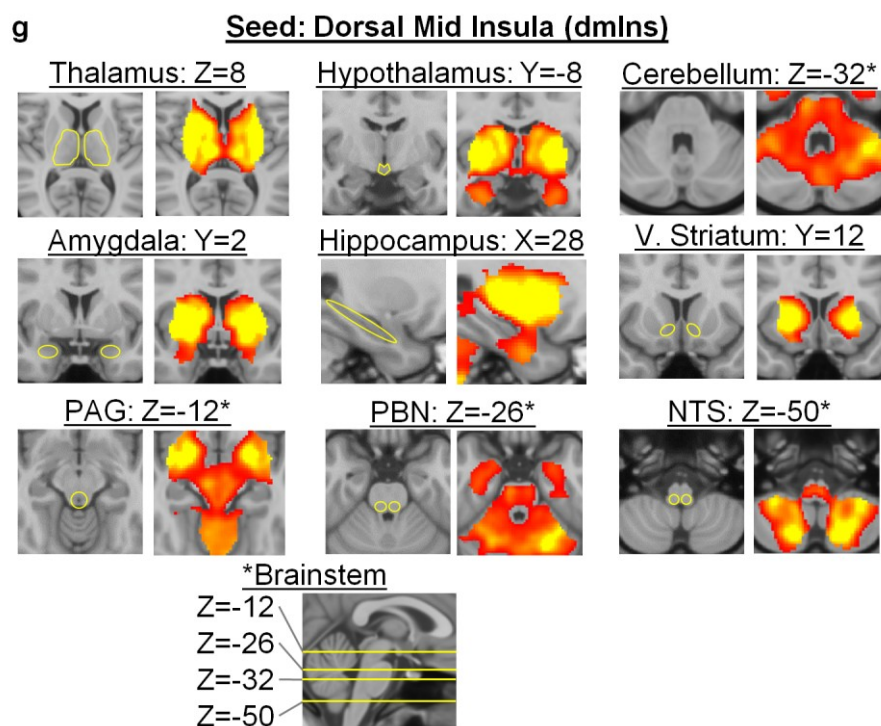 g
Seed: Dorsal Mid Insula (dmIns)
Thalamus: Z=8
Hypothalamus: Y=-8
Cerebellum: Z=-32*
Amygdala: Y=2
Hippocampus: X=28
V. Striatum: Y=12
PAG: Z=-12*
PBN: Z=-26*
NTS: Z=-50*
*Brainstem
Z=-12
Z=-26
Z=-32
Z=-50